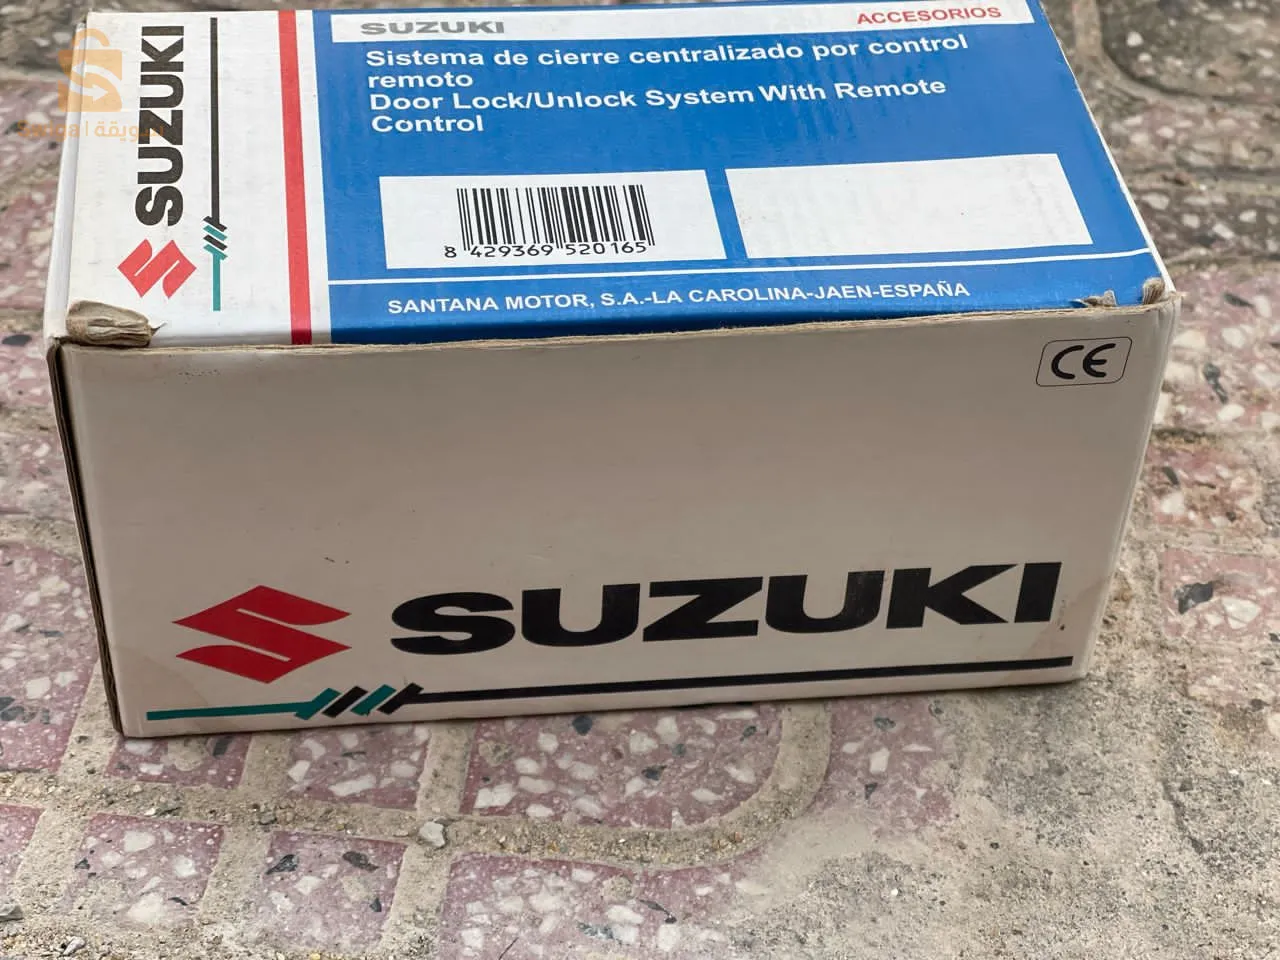 SUZUKI
SUZUKI
ACCESORIOS
Sistema de cierre centralizado por control
remoto
Door Lock/Unlock System With Remote
Control
8 429369 520165
SANTANA MOTOR, S.A.-LA CAROLINA-JAEN-ESPAÑA
CE
SUZUKI
سويقة